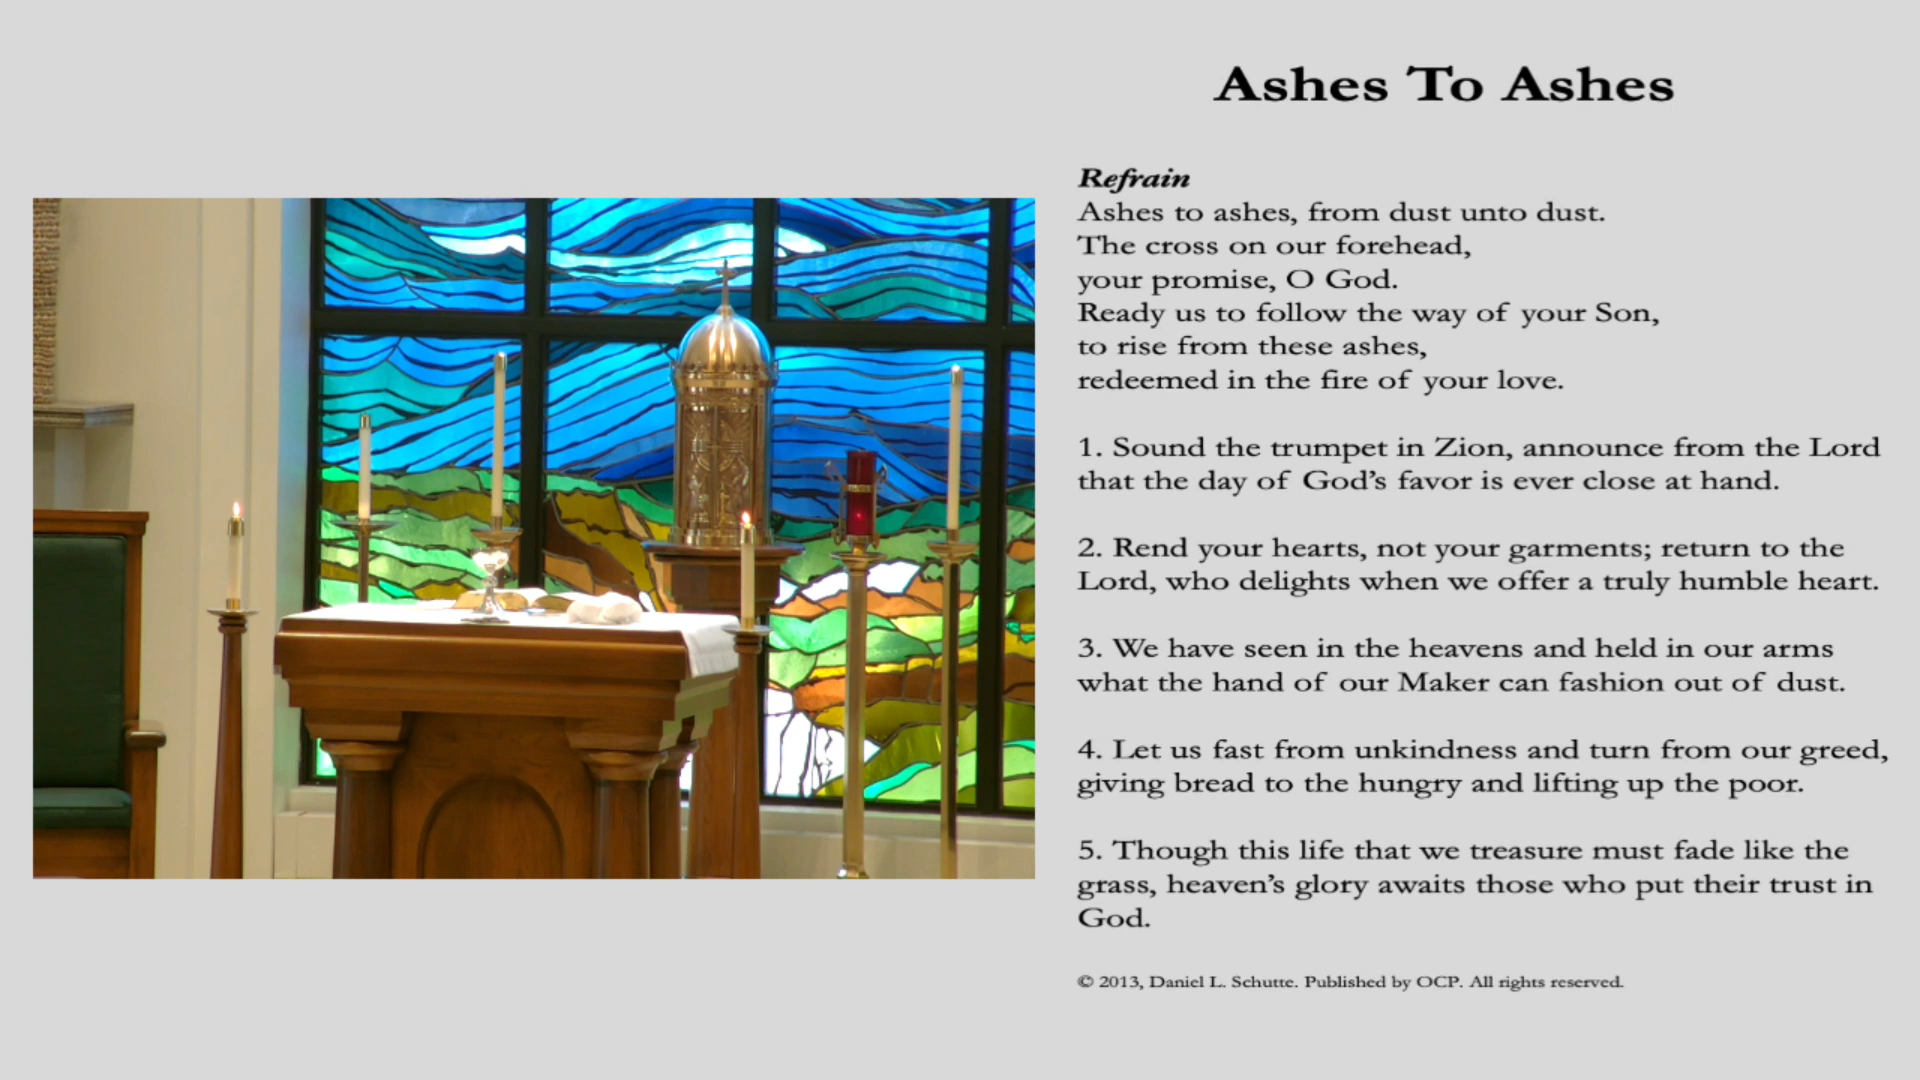 Ashes To Ashes
Refrain
Ashes to ashes, from dust unto dust.
The cross on our forehead,
your promise, O God.
Ready us to follow the way of your Son,
to rise from these ashes,
redeemed in the fire of your love.
1. Sound the trumpet in Zion, announce from the Lord
that the day of God’s favor is ever close at hand.
2. Rend your hearts, not your garments; return to the
Lord, who delights when we offer a truly humble heart.
3. We have seen in the heavens and held in our arms
what the hand of our Maker can fashion out of dust.
4. Let us fast from unkindness and turn from our greed,
giving bread to the hungry and lifting up the poor.
5. Though this life that we treasure must fade like the
grass, heaven’s glory awaits those who put their trust in
God.
© 2013, Daniel L. Schutte. Published by OCP. All rights reserved.